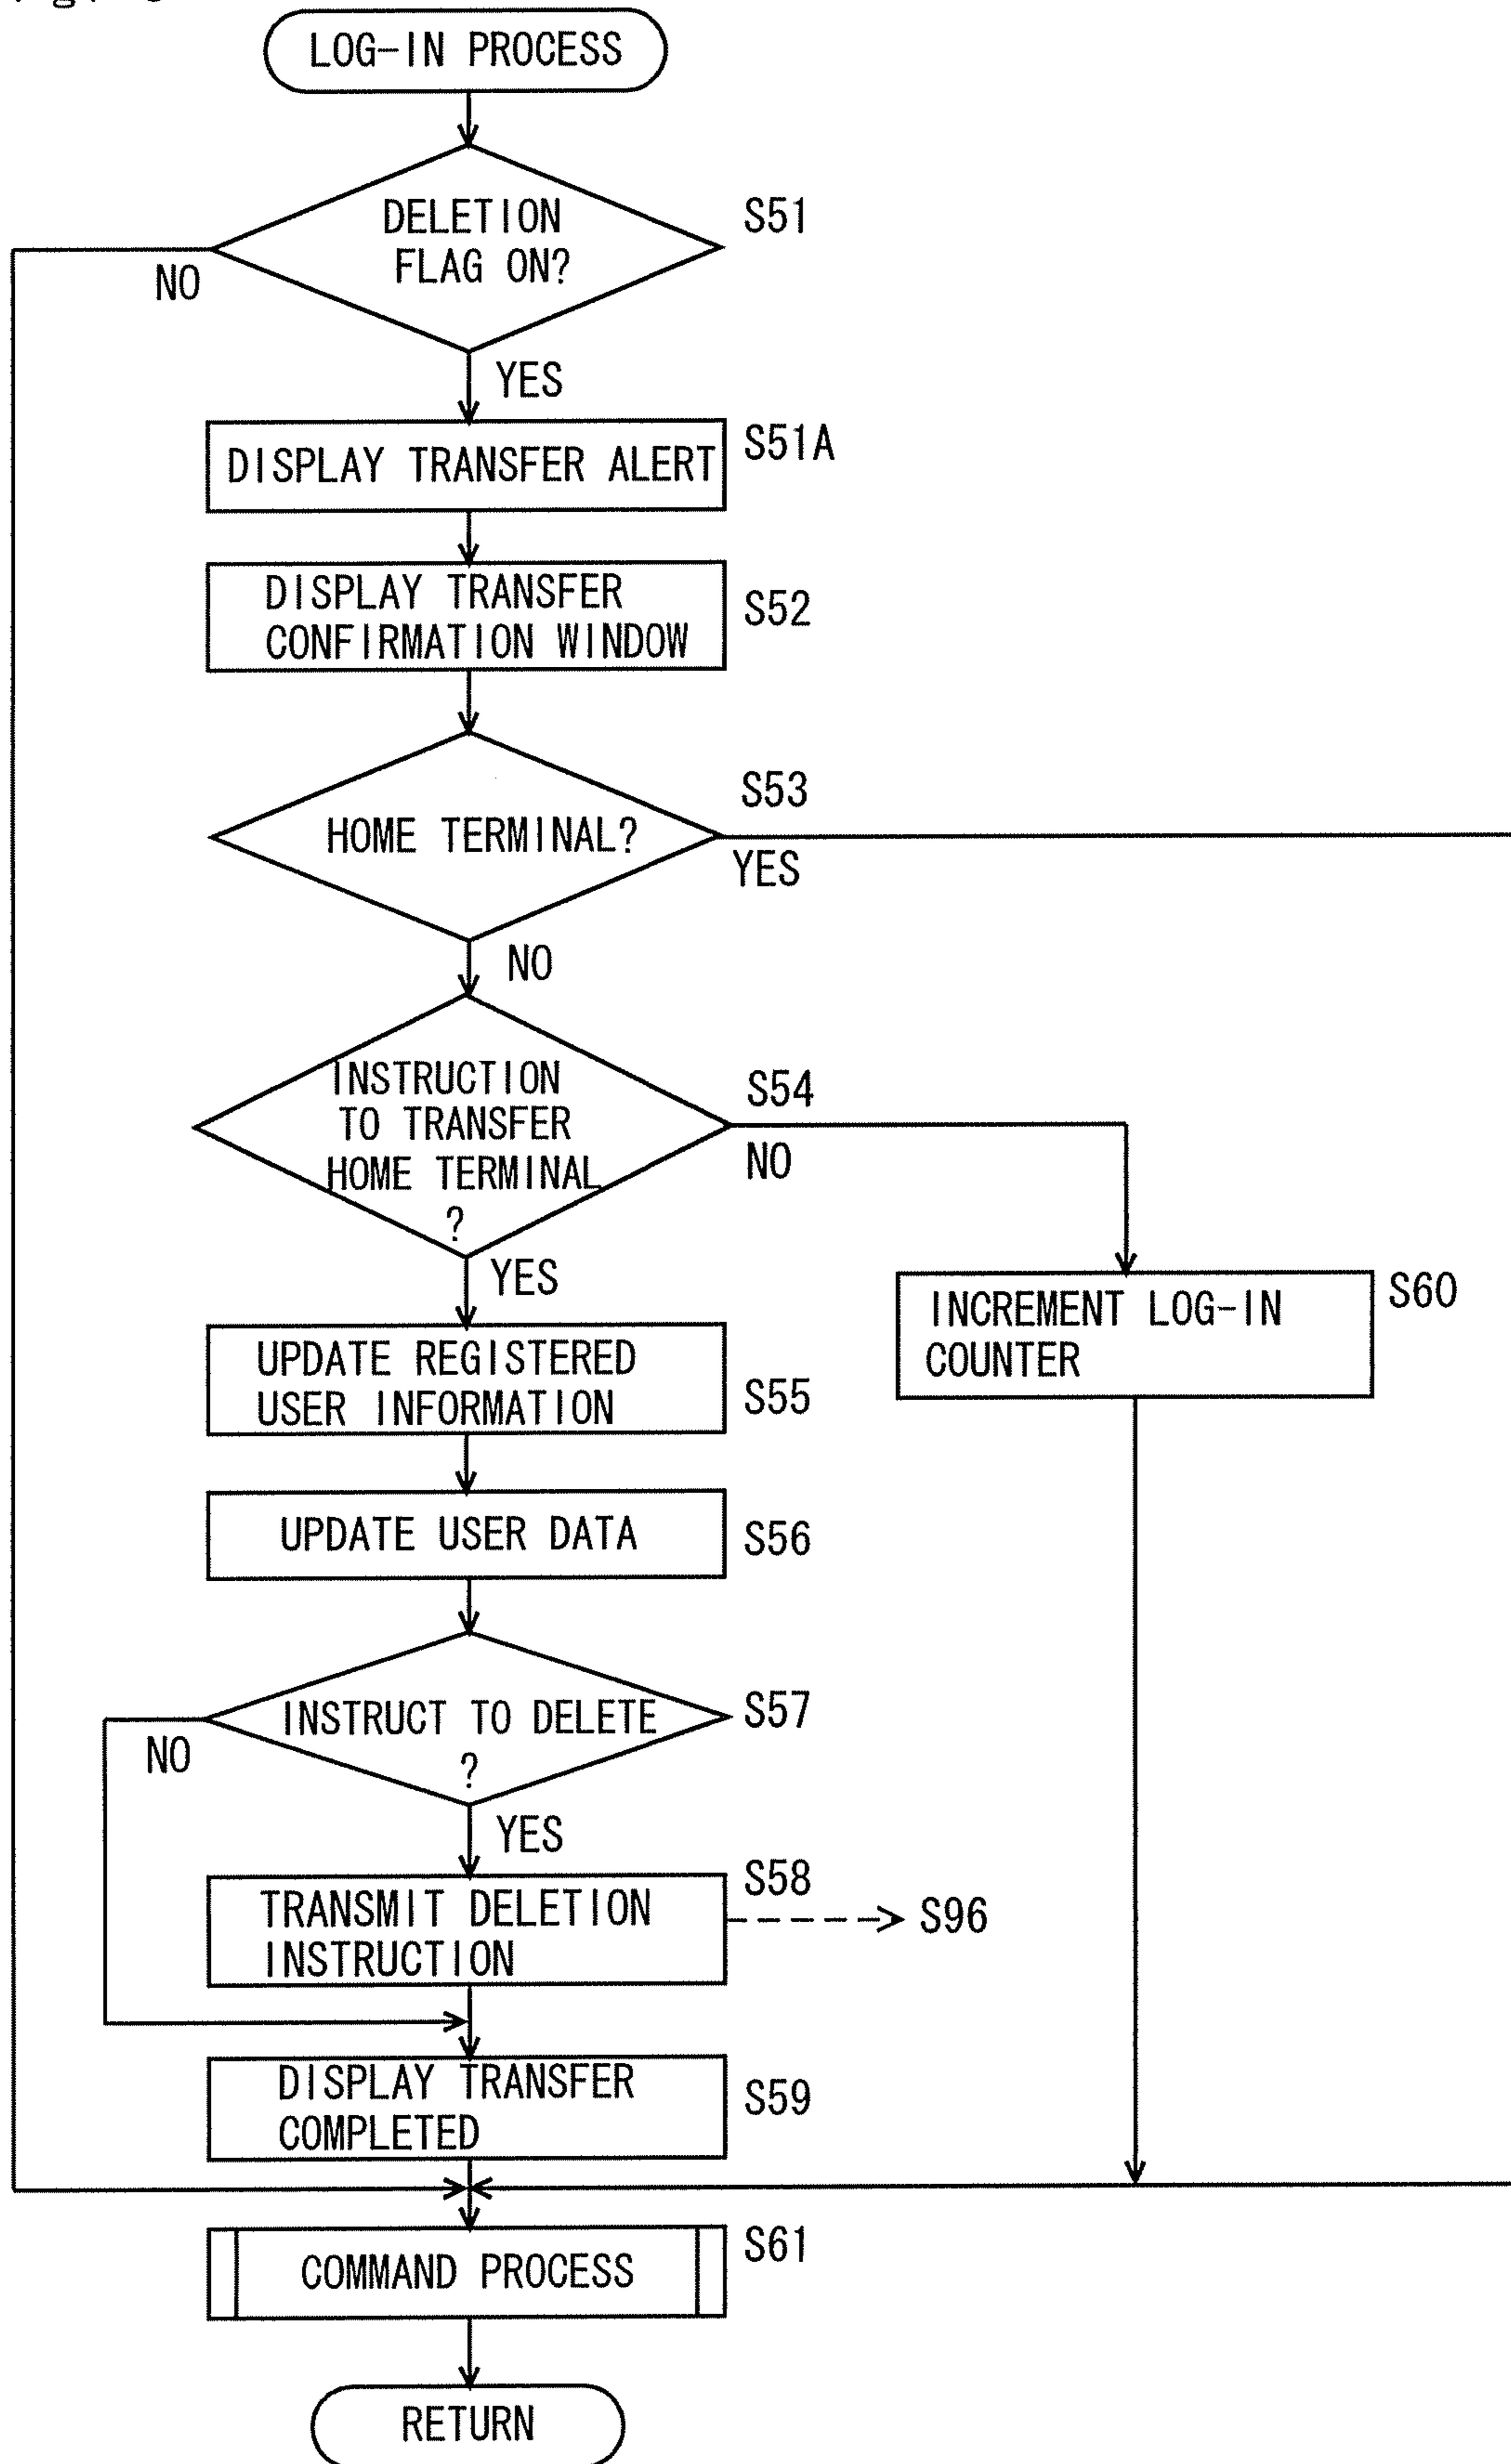 LOG-IN PROCESS
DELETION
FLAG ON?
S51
NO
YES
DISPLAY TRANSFER ALERT
S51A
DISPLAY TRANSFER
CONFIRMATION WINDOW
S52
HOME TERMINAL?
S53
YES
NO
INSTRUCTION
TO TRANSFER
HOME TERMINAL
?
S54
NO
YES
INCREMENT LOG-IN
COUNTER
S60
UPDATE REGISTERED
USER INFORMATION
S55
UPDATE USER DATA
S56
INSTRUCT TO DELETE
?
S57
NO
YES
TRANSMIT DELETION
INSTRUCTION
S58
S96
DISPLAY TRANSFER
COMPLETED
S59
COMMAND PROCESS
S61
RETURN